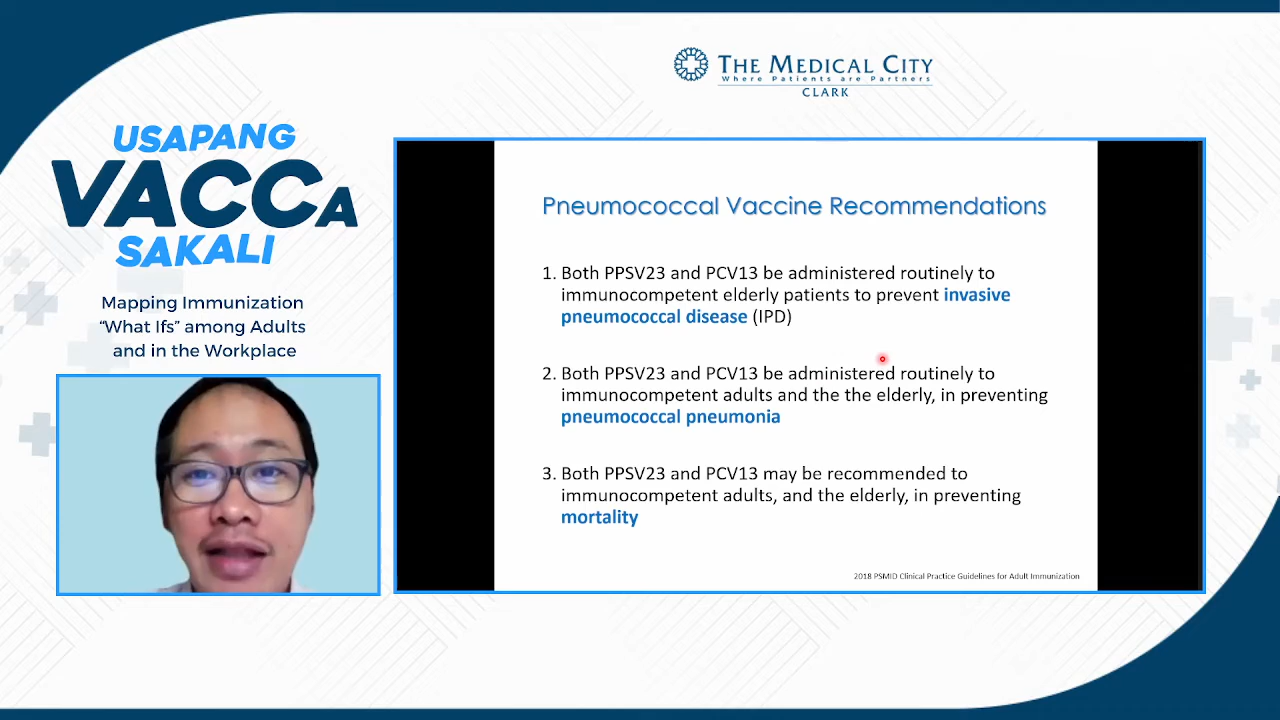 THE MEDICAL CITY
Where Patients are Partners
CLARK
USAPANG
VACCA
SAKALI
Mapping Immunization
“What Ifs” among Adults
and in the Workplace
Pneumococcal Vaccine Recommendations
1. Both PPSV23 and PCV13 be administered routinely to
immunocompetent elderly patients to prevent invasive
pneumococcal disease (IPD)
2. Both PPSV23 and PCV13 be administered routinely to
immunocompetent adults and the the elderly, in preventing
pneumococcal pneumonia
3. Both PPSV23 and PCV13 may be recommended to
immunocompetent adults, and the elderly, in preventing
mortality
2018 PSMID Clinical Practice Guidelines for Adult Immunization